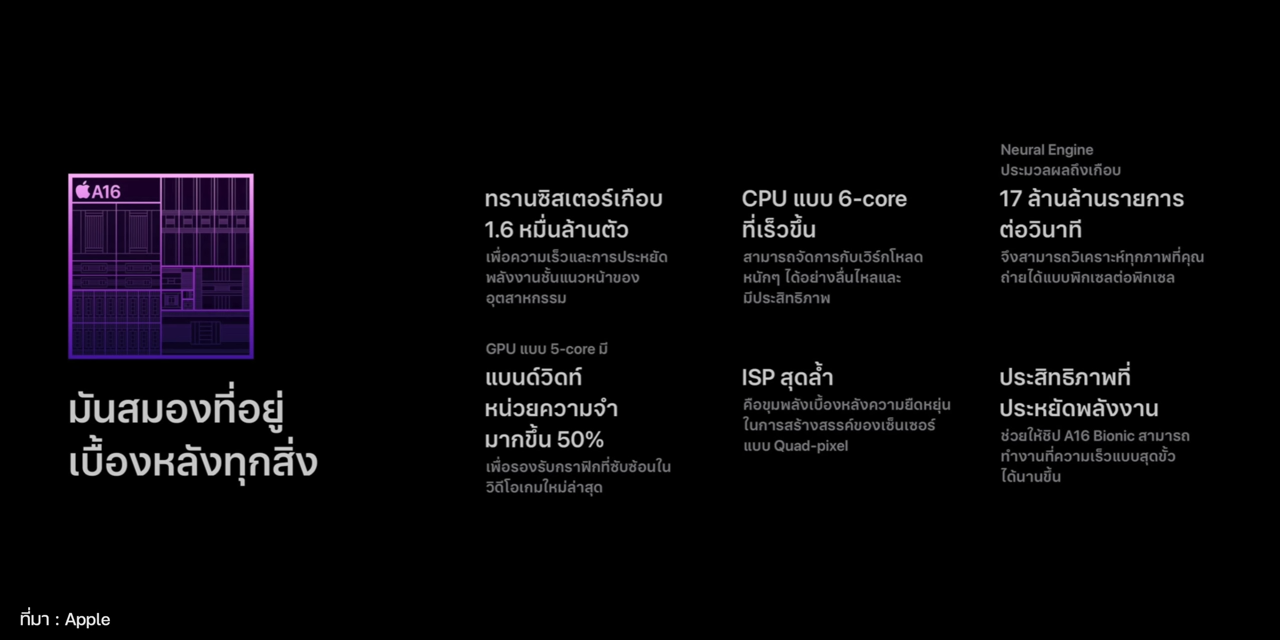 A16
มันสมองที่อยู่
เบื้องหลังทุกสิ่ง
ทรานซิสเตอร์เกือบ
1.6 หมื่นล้านตัว
เพื่อความเร็วและการประหยัด
พลังงานชั้นแนวหน้าของ
อุตสาหกรรม
CPU แบบ 6-core
ที่เร็วขึ้น
สามารถจัดการกับเวิร์กโหลด
หนักๆ ได้อย่างลื่นไหลและ
มีประสิทธิภาพ
Neural Engine
ประมวลผลถึงเกือบ
17 ล้านล้านรายการ
ต่อวินาที
จึงสามารถวิเคราะห์ทุกภาพที่คุณ
ถ่ายได้แบบพิกเซลต่อพิกเซล
GPU แบบ 5-core มี
แบนด์วิดท์
หน่วยความจำ
มากขึ้น 50%
เพื่อรองรับกราฟิกที่ซับซ้อนใน
วิดีโอเกมใหม่ล่าสุด
ISP สุดล้ำ
คือขุมพลังเบื้องหลังความยืดหยุ่น
ในการสร้างสรรค์ของเซ็นเซอร์
แบบ Quad-pixel
ประสิทธิภาพที่
ประหยัดพลังงาน
ช่วยให้ชิป A16 Bionic สามารถ
ทำงานที่ความเร็วแบบสุดขั้ว
ได้นานขึ้น
ที่มา : Apple